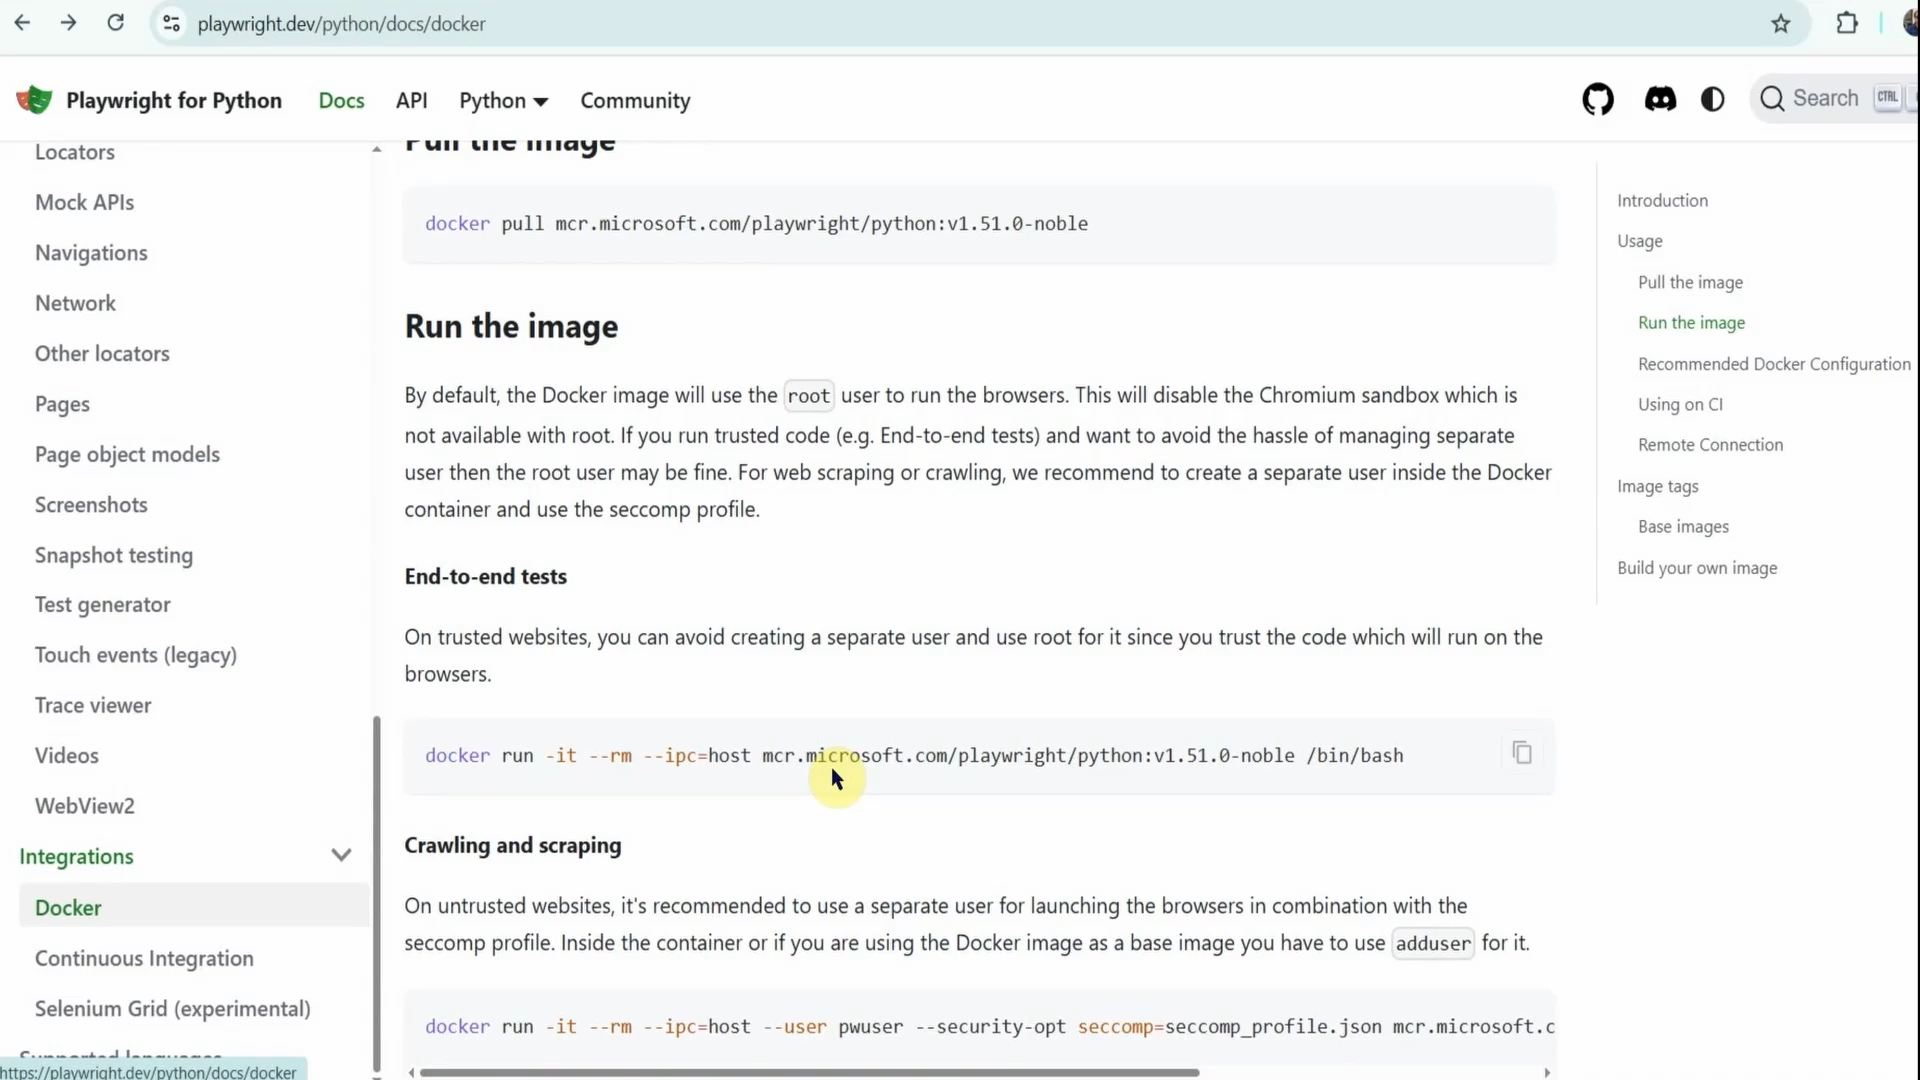 playwright.dev/python/docs/docker
Playwright for Python
Docs
API
Python
Community
Search
CTRL
Locators
Mock APIs
Navigations
Network
Other locators
Pages
Page object models
Screenshots
Snapshot testing
Test generator
Touch events (legacy)
Trace viewer
Videos
WebView2
Integrations
Docker
Continuous Integration
Selenium Grid (experimental)
Supported languages
https://playwright.dev/python/docs/docker
Pull the image
docker pull mcr.microsoft.com/playwright/python:v1.51.0-noble
Run the image
By default, the Docker image will use the root user to run the browsers. This will disable the Chromium sandbox which is
not available with root. If you run trusted code (e.g. End-to-end tests) and want to avoid the hassle of managing separate
user then the root user may be fine. For web scraping or crawling, we recommend to create a separate user inside the Docker
container and use the seccomp profile.
End-to-end tests
On trusted websites, you can avoid creating a separate user and use root for it since you trust the code which will run on the
browsers.
docker run -it --rm --ipc=host mcr.microsoft.com/playwright/python:v1.51.0-noble /bin/bash
Crawling and scraping
On untrusted websites, it's recommended to use a separate user for launching the browsers in combination with the
seccomp profile. Inside the container or if you are using the Docker image as a base image you have to use adduser for it.
docker run -it --rm --ipc=host --user pwuser --security-opt seccomp=seccomp_profile.json mcr.microsoft.c
Introduction
Usage
Pull the image
Run the image
Recommended Docker Configuration
Using on CI
Remote Connection
Image tags
Base images
Build your own image